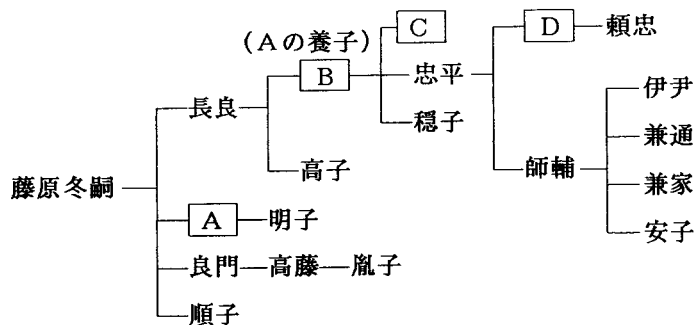 (Aの養子)
C
D
頼忠
B
忠平
伊尹
長良
穏子
兼通
高子
師輔
藤原冬嗣
兼家
A
明子
安子
良門
高藤
胤子
順子